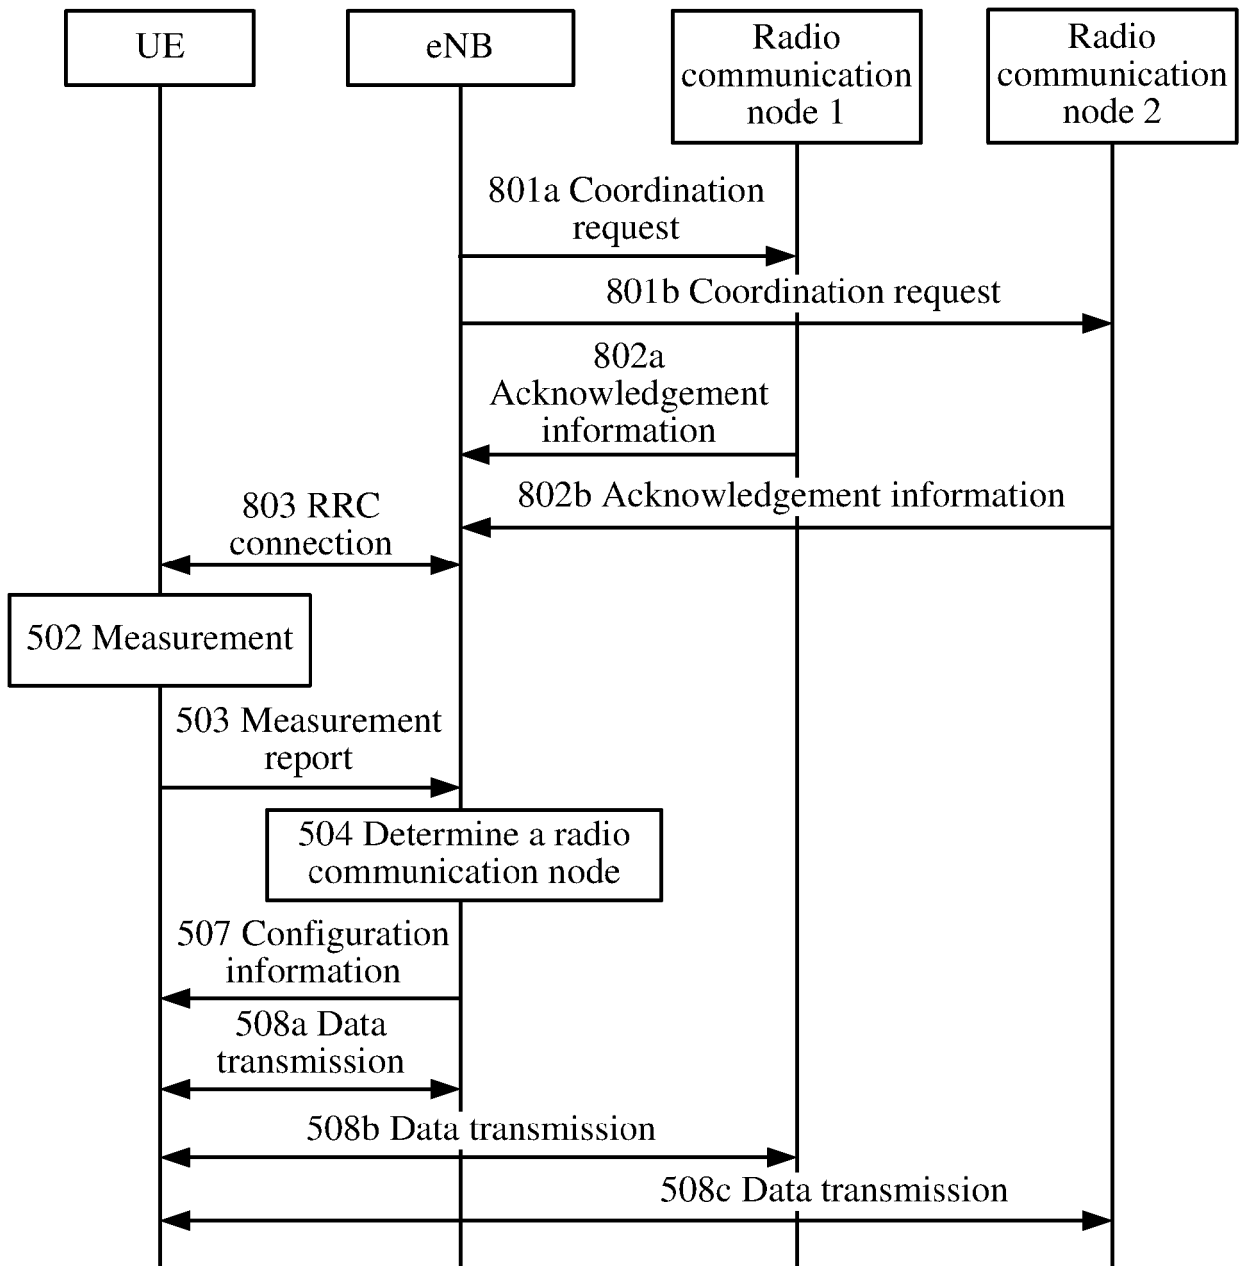 UE
eNB
Radio
communication
node 1
Radio
communication
node 2
801a Coordination
request
801b Coordination request
802a
Acknowledgement
information
802b Acknowledgement information
803 RRC
connection
502 Measurement
503 Measurement
report
504 Determine a radio
communication node
507 Configuration
information
508a Data
transmission
508b Data transmission
508c Data transmission